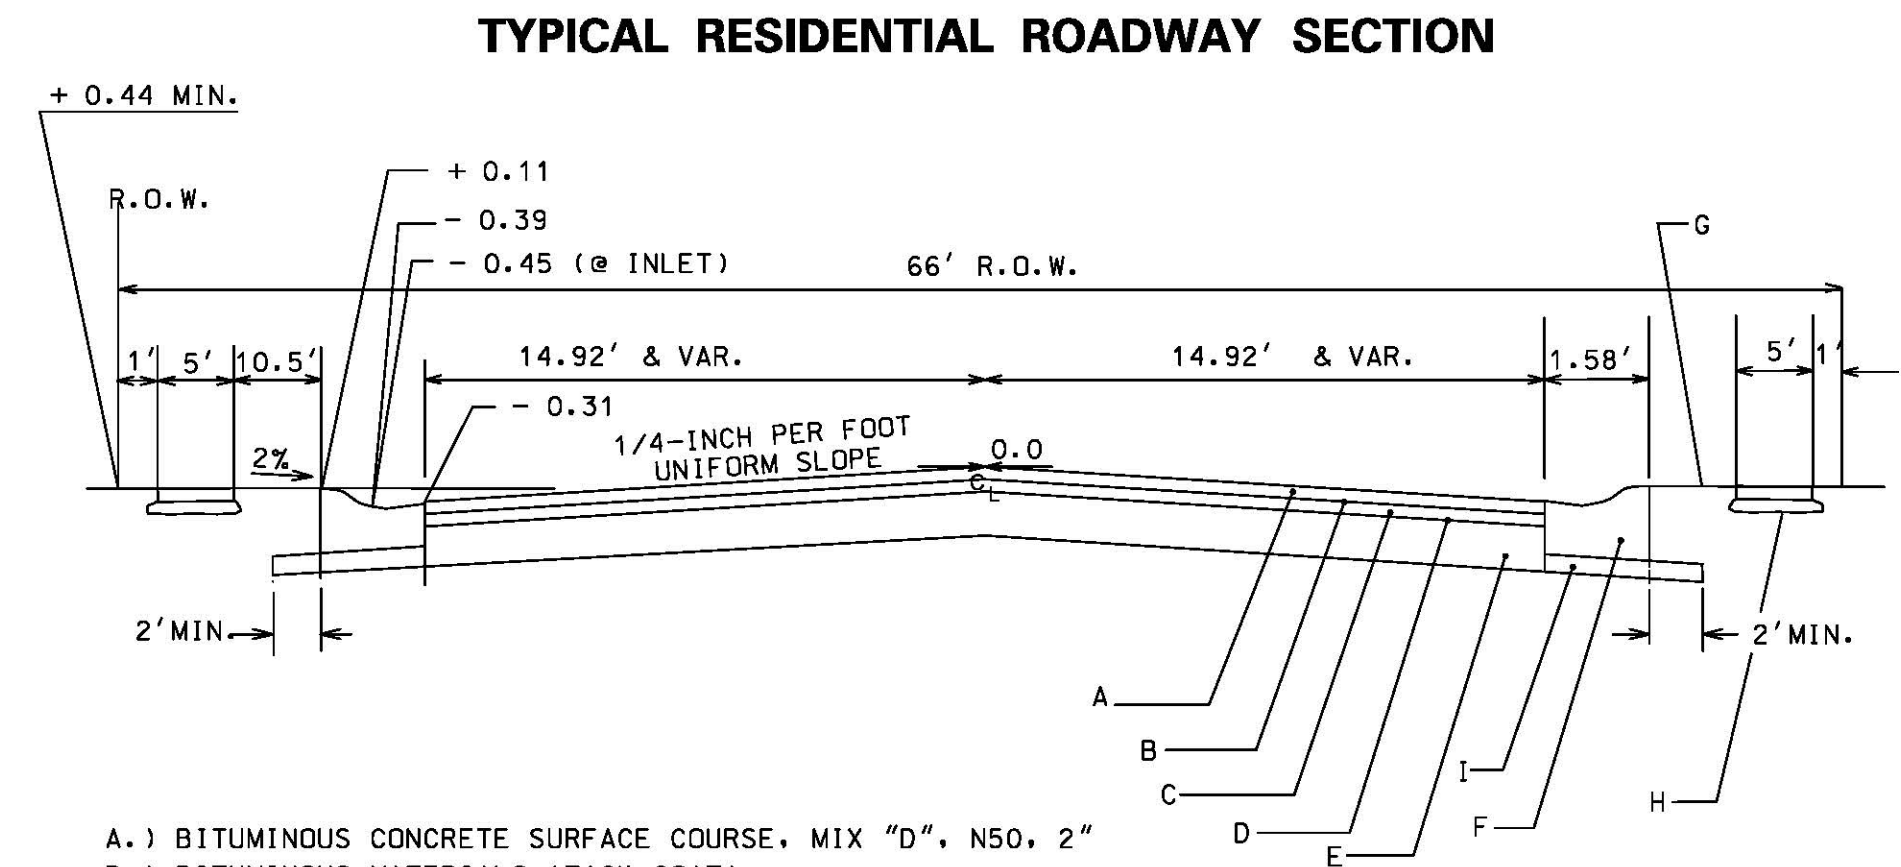 TYPICAL RESIDENTIAL ROADWAY SECTION
+ 0.44 MIN.
+ 0.11
R.O.W.
- 0.39
G
- 0.45 (@ INLET)
66' R.O.W.
1' 5' 10.5' 14.92' & VAR. 14.92' & VAR. 1.58' 5' 1'
- 0.31
1/4-INCH PER FOOT
UNIFORM SLOPE
0.0
2%
CL
2'MIN.
2'MIN.
A
B
C
I
H
D
F
E
A.) BITUMINOUS CONCRETE SURFACE COURSE, MIX "D", N50, 2"